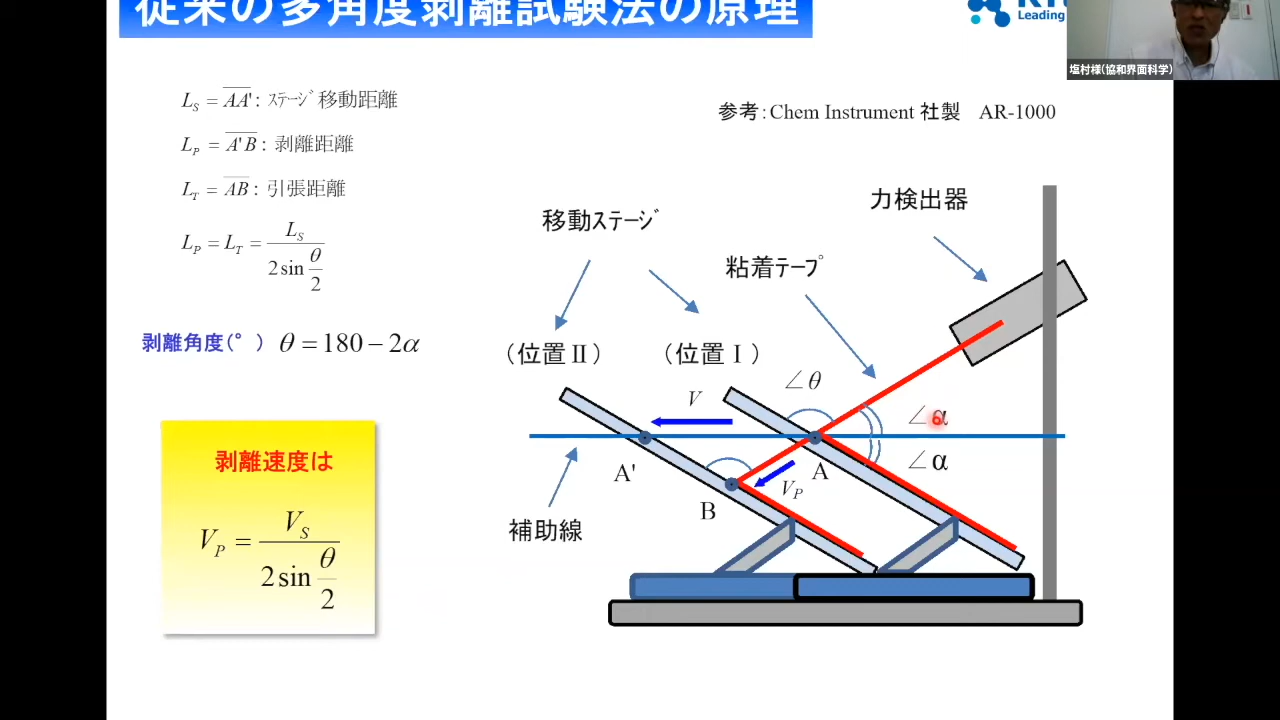 従来の多角度剥離試験法の原理
Leading
塩村様(協和界面科学)
L_S = AA': ｽﾃｰｼﾞ移動距離
L_P = A'B: 剥離距離
L_T = AB: 引張距離
L_P = L_T = L_S / 2 sin θ/2
剥離角度(°) θ = 180 − 2α
剥離速度は
V_P = V_S / 2 sin θ/2
参考：Chem Instrument 社製 AR-1000
力検出器
移動ｽﾃｰｼﾞ
粘着ﾃｰﾌﾟ
（位置Ⅱ）
（位置Ⅰ）
∠θ
V
∠α
∠α
A'
A
V_P
B
補助線